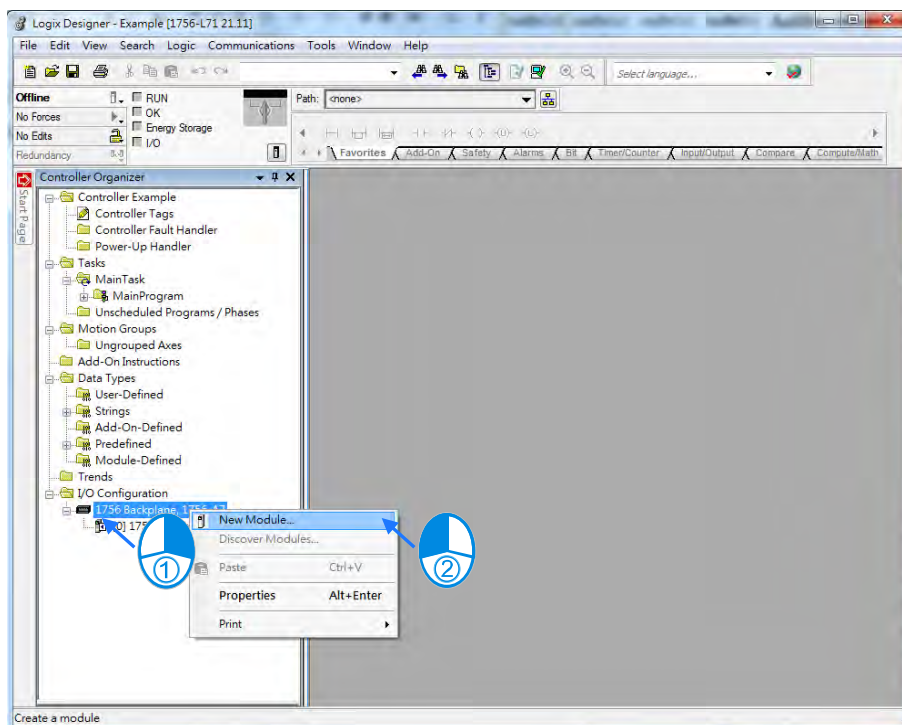 Logix Designer - Example [1756-L71 21.11]
File Edit View Search Logic Communications Tools Window Help
Select language...
Offline RUN
No Forces OK
No Edits Energy Storage
I/O
Redundancy
Path: <none>
Favorites Add-On Safety Alarms Bit Timer/Counter Input/Output Compare Compute/Math
Start Page
Controller Organizer
Controller Example
Controller Tags
Controller Fault Handler
Power-Up Handler
Tasks
MainTask
MainProgram
Unscheduled Programs / Phases
Motion Groups
Ungrouped Axes
Add-On Instructions
Data Types
User-Defined
Strings
Add-On-Defined
Predefined
Module-Defined
Trends
I/O Configuration
1756 Backplane, 1756-A7
New Module...
Discover Modules...
Paste Ctrl+V
Properties Alt+Enter
Print
①
②
Create a module